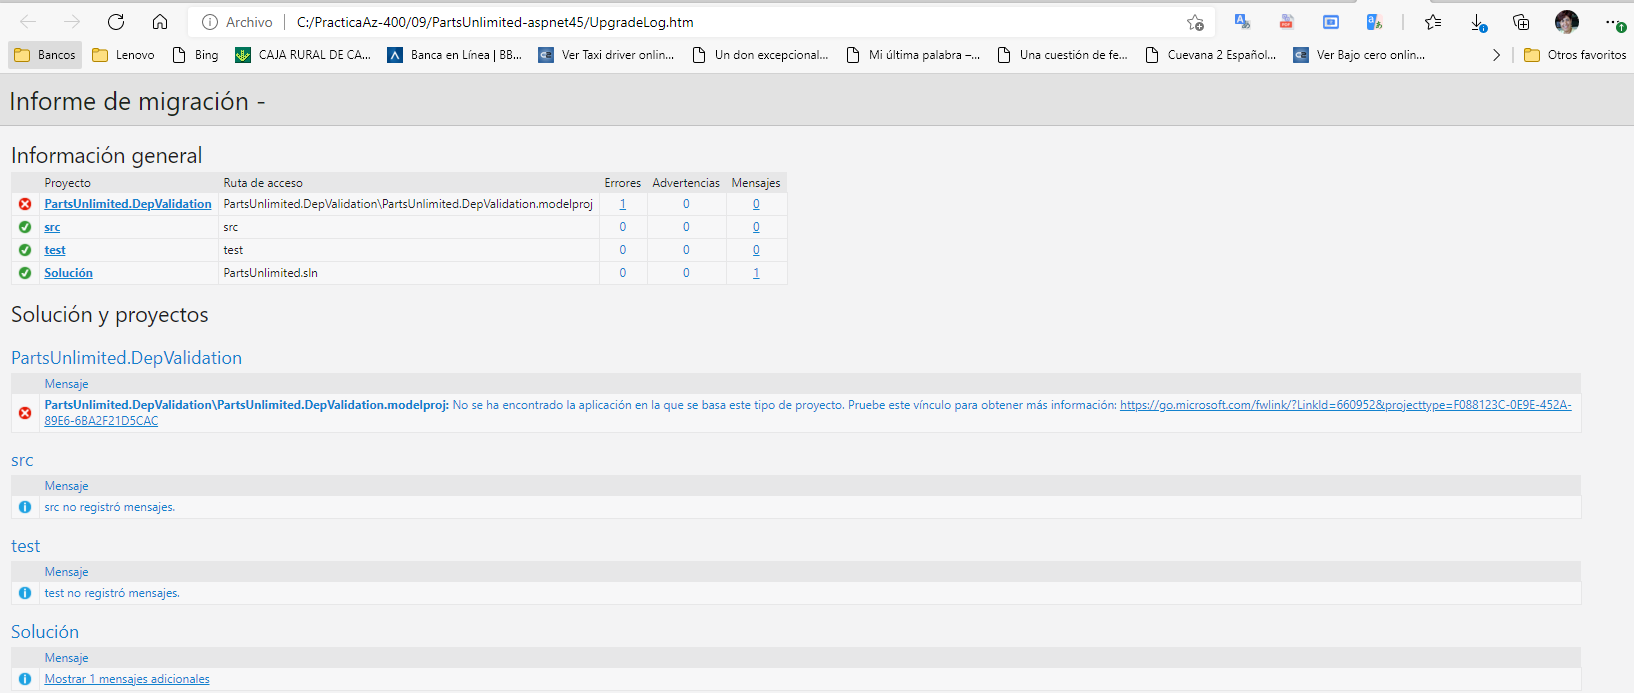 Archivo C:/PracticaAz-400/09/PartsUnlimited-aspnet45/UpgradeLog.htm
Bancos Lenovo Bing CAJA RURAL DE CA... Banca en Línea | BB... Ver Taxi driver onlin... Un don excepcional... Mi última palabra –... Una cuestión de fe... Cuevana 2 Español... Ver Bajo cero onlin... Otros favoritos
Informe de migración -
Información general
Proyecto Ruta de acceso Errores Advertencias Mensajes
PartsUnlimited.DepValidation PartsUnlimited.DepValidation\PartsUnlimited.DepValidation.modelproj 1 0 0
src src 0 0 0
test test 0 0 0
Solución PartsUnlimited.sln 0 0 1
Solución y proyectos
PartsUnlimited.DepValidation
Mensaje
PartsUnlimited.DepValidation\PartsUnlimited.DepValidation.modelproj: No se ha encontrado la aplicación en la que se basa este tipo de proyecto. Pruebe este vínculo para obtener más información: https://go.microsoft.com/fwlink/?LinkId=660952&projecttype=F088123C-0E9E-452A-
89E6-6BA2F21D5CAC
src
Mensaje
src no registró mensajes.
test
Mensaje
test no registró mensajes.
Solución
Mensaje
Mostrar 1 mensajes adicionales